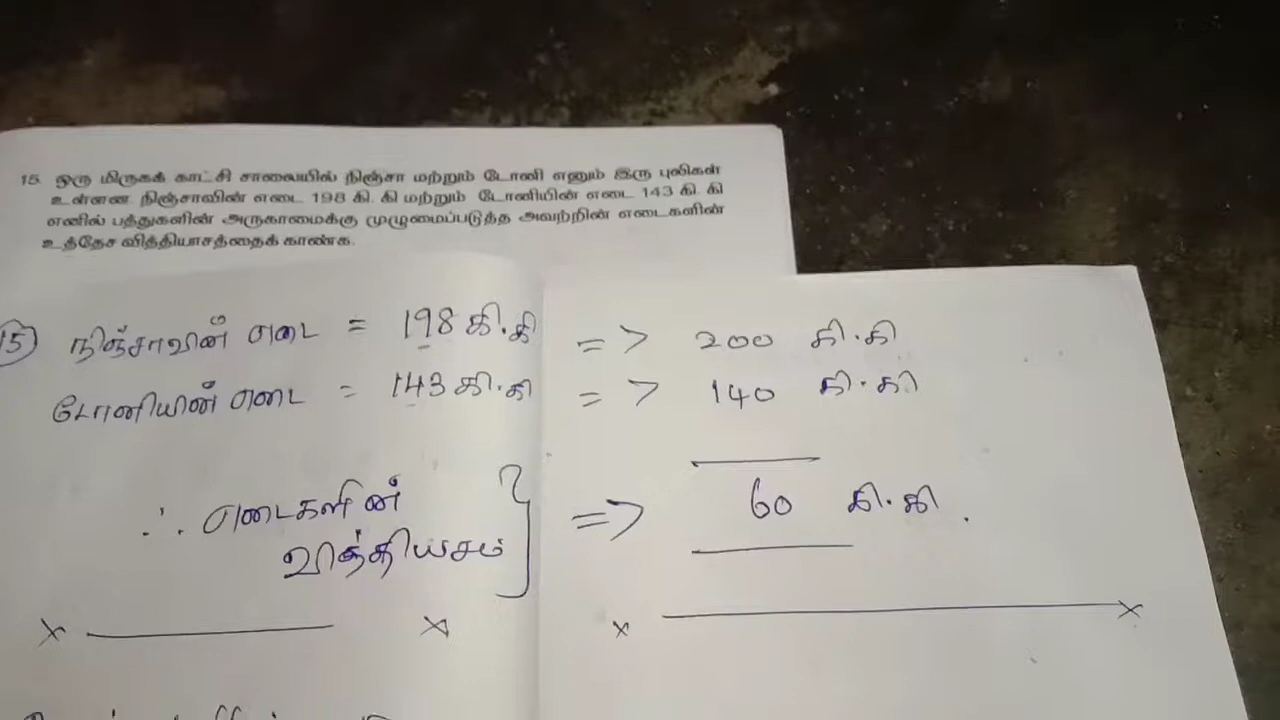 15. ஒரு மிருகக் காட்சி சாலையில் நிஞ்சா மற்றும் டோனி எனும் இரு புலிகள்
உள்ளன நிஞ்சாவின் எடை 198 கி. கி மற்றும் டோனியின் எடை 143 கி. கி
எனில் பத்துகளின் அருகாமைக்கு முழுமைப்படுத்த அவற்றின் எடைகளின்
உத்தேச வித்தியாசத்தைக் காண்க.
15) நிஞ்சாவின் எடை = 198 கி.கி => 200 கி.கி
டோனியின் எடை = 143 கி.கி => 140 கி.கி
∴ எடைகளின்
வித்தியசம் } => 60 கி.கி.